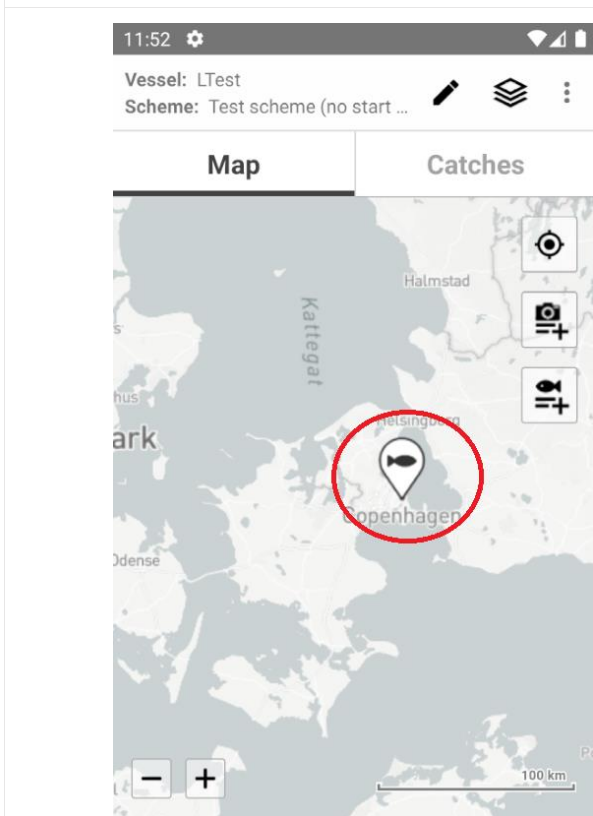 11:52
Vessel: LTest
Scheme: Test scheme (no start ...
Map
Catches
Halmstad
Kattegat
s
hus
Helsingborg
ark
Copenhagen
Odense
100 km